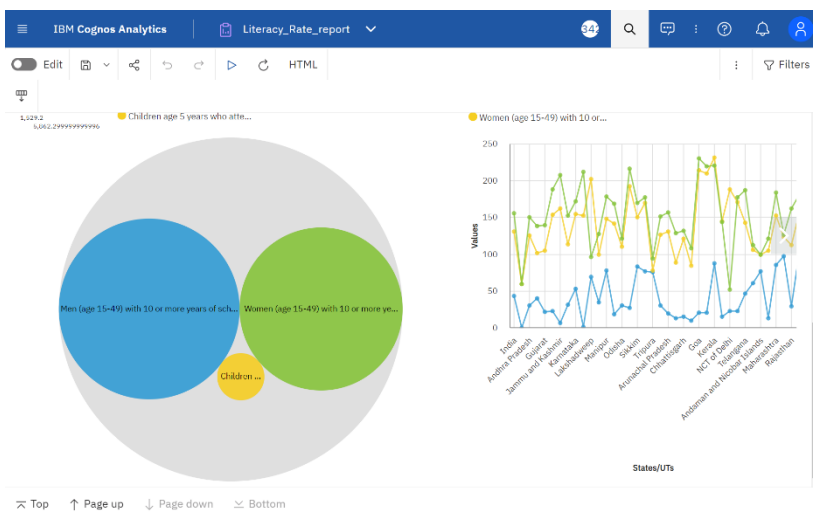 IBM Cognos Analytics
Literacy_Rate_report
342
Edit
HTML
Filters
1,529.2
5,062.299999999996
Children age 5 years who atte...
Men (age 15-49) with 10 or more years of sch...
Women (age 15-49) with 10 or more ye...
Children ...
Women (age 15-49) with 10 or...
Values
250
200
150
100
50
0
India
Andhra Pradesh
Gujarat
Jammu and Kashmir
Karnataka
Lakshadweep
Manipur
Odisha
Sikkim
Tripura
Arunachal Pradesh
Chhattisgarh
Goa
Kerala
NCT of Delhi
Telangana
Andaman and Nicobar Islands
Maharashtra
Rajasthan
States/UTs
Top
Page up
Page down
Bottom